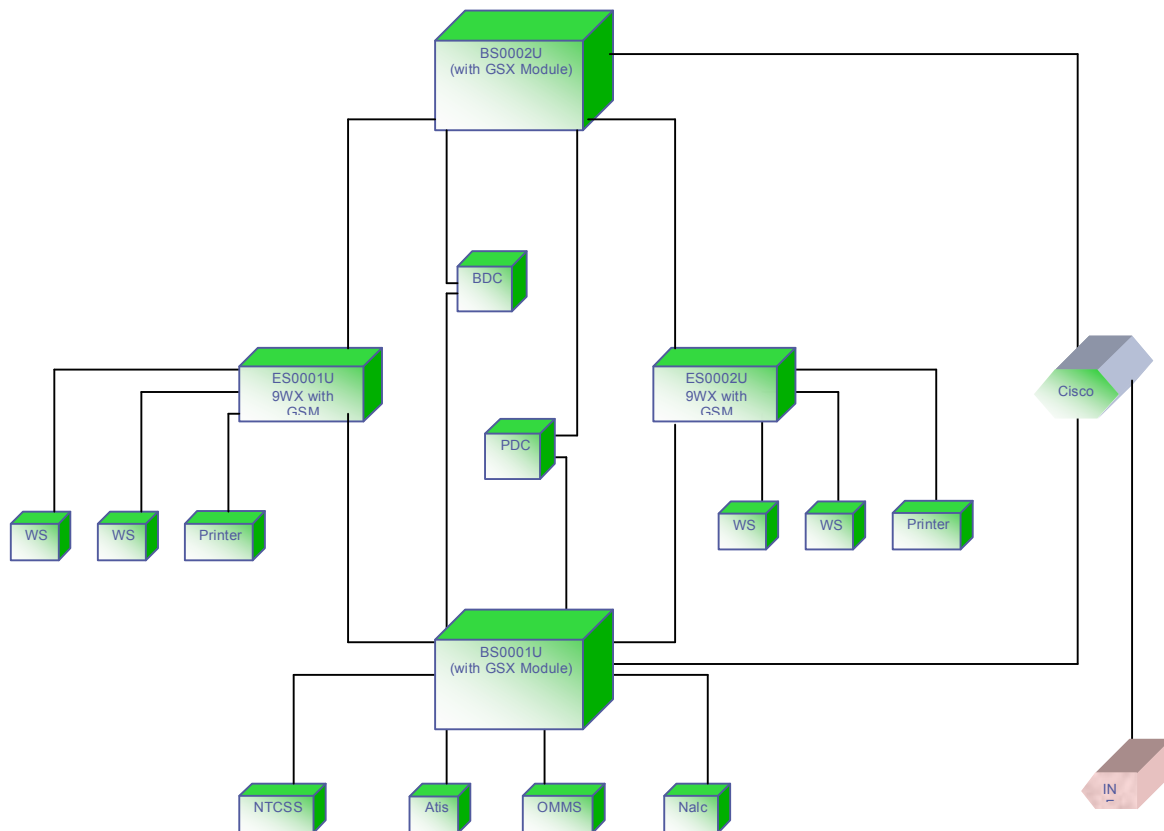 BS0002U
(with GSX Module)
BDC
ES0001U
9WX with
GSM
ES0002U
9WX with
GSM
Cisco
PDC
WS
WS
Printer
WS
WS
Printer
BS0001U
(with GSX Module)
NTCSS
Atis
OMMS
Nalc
IN